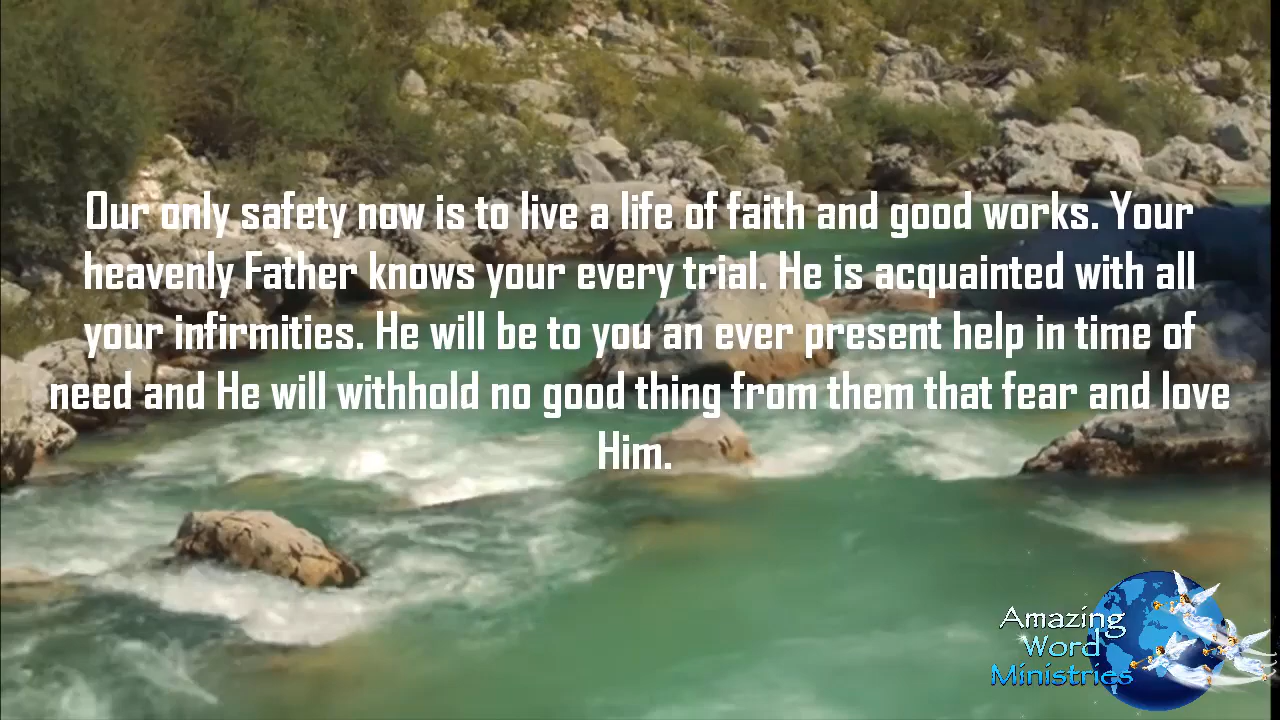 Our only safety now is to live a life of faith and good works. Your
heavenly Father knows your every trial. He is acquainted with all
your infirmities. He will be to you an ever present help in time of
need and He will withhold no good thing from them that fear and love
Him.
Amazing
Word
Ministries